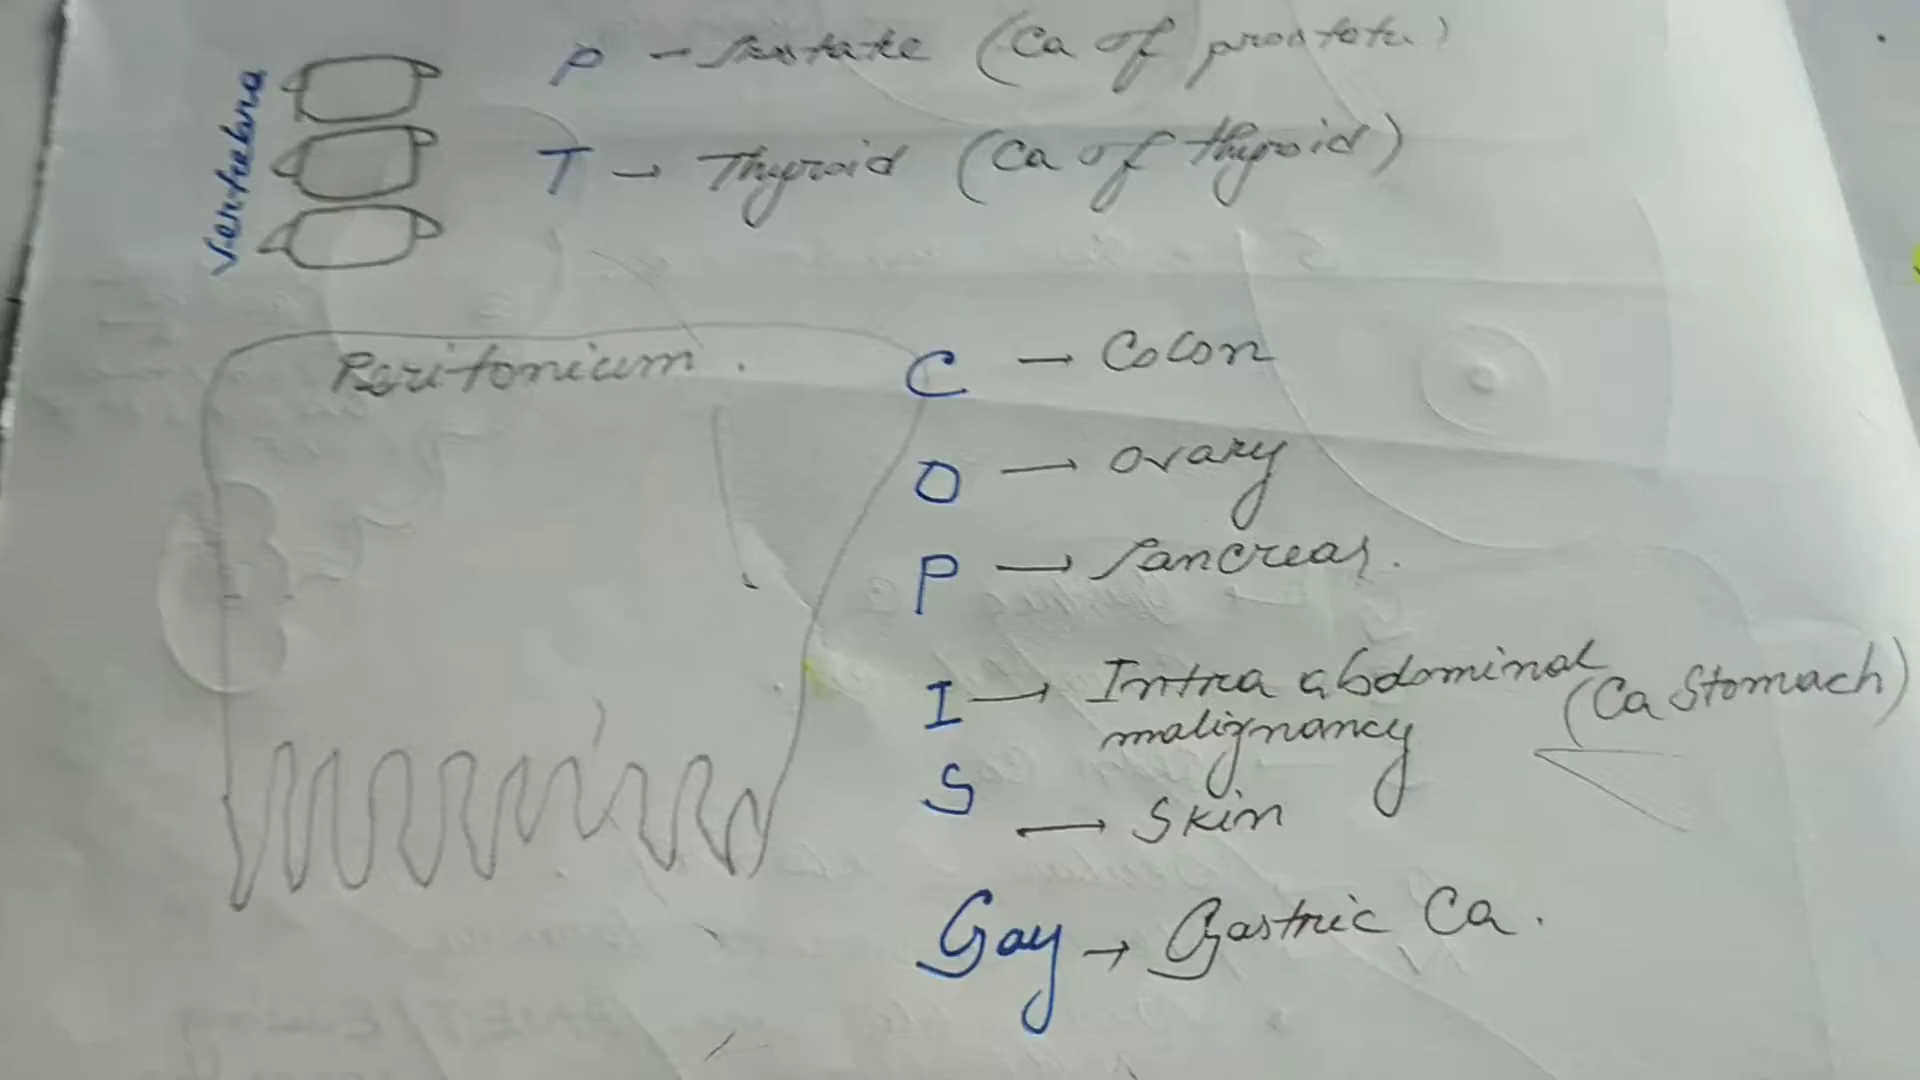 Vertebra
P - Prostate (Ca of prostate)
T → Thyroid (Ca of thyroid)
Peritonium.
C → Colon
O → ovary
P → Pancreas.
I → Intra abdominal
malignancy (Ca Stomach)
S → Skin
Gay → Gastric Ca.